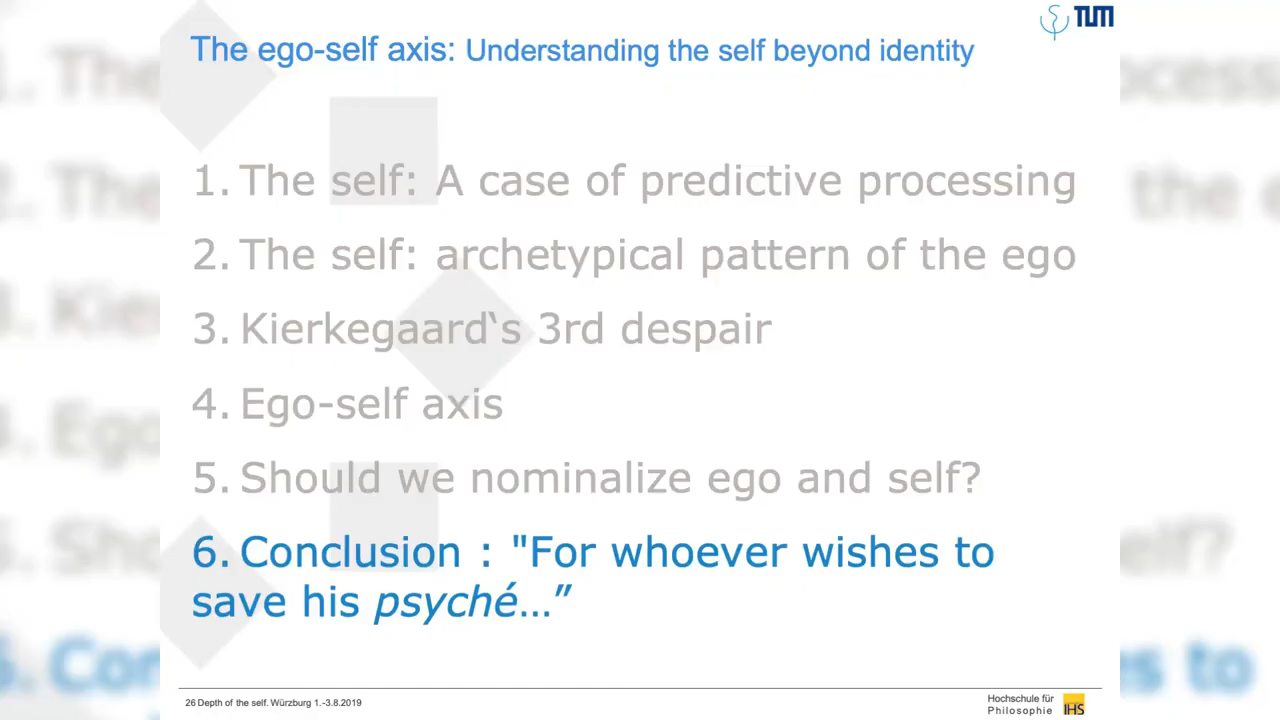 TUM
The ego-self axis: Understanding the self beyond identity
1. The self: A case of predictive processing
2. The self: archetypical pattern of the ego
3. Kierkegaard‘s 3rd despair
4. Ego-self axis
5. Should we nominalize ego and self?
6. Conclusion : "For whoever wishes to
save his psyché…”
26 Depth of the self. Würzburg 1.-3.8.2019
Hochschule für
Philosophie
IHS